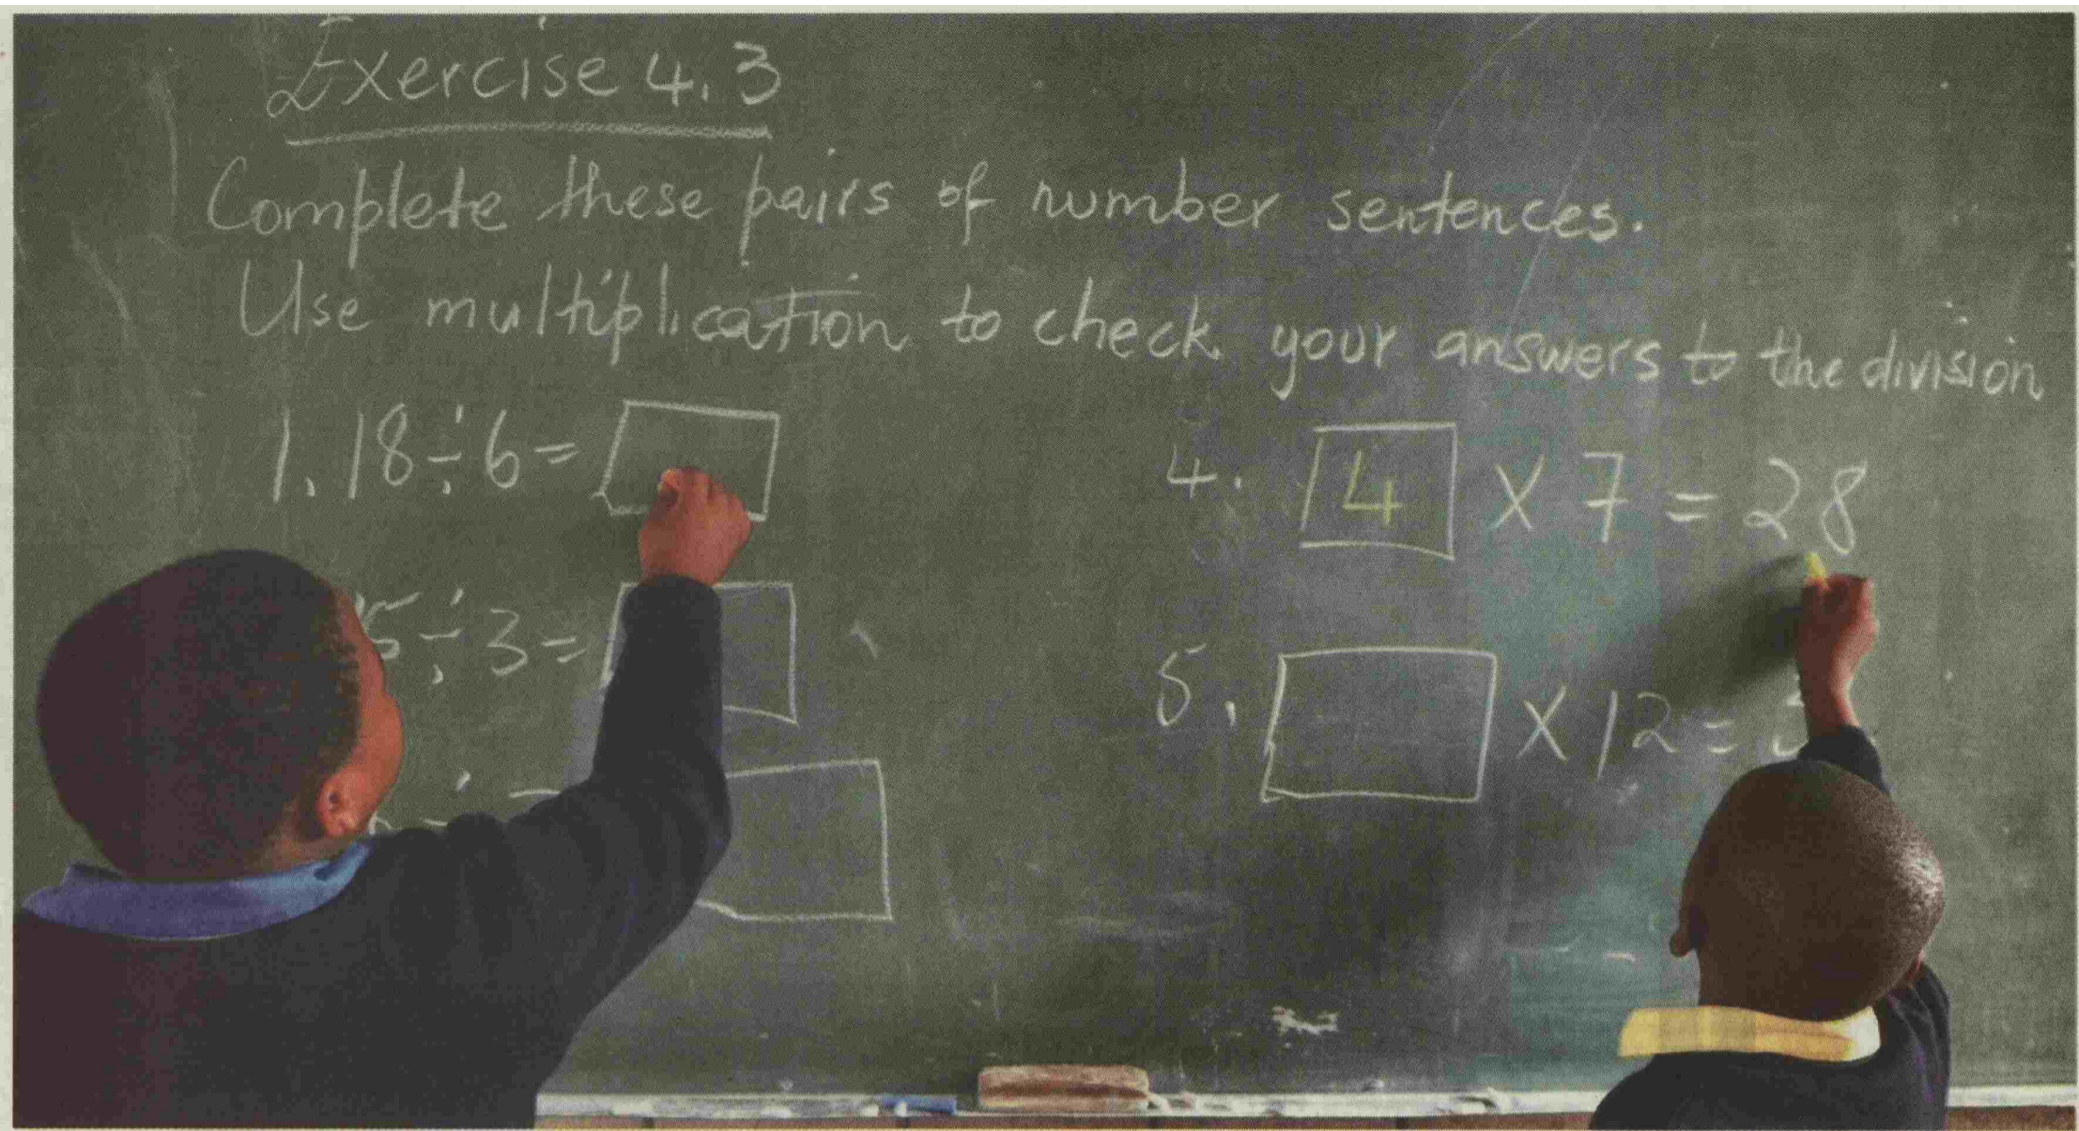 Exercise 4.3
Complete these pairs of number sentences.
Use multiplication to check your answers to the division
1. 18÷6=
5÷3=
4. 4 x 7 = 28
5. x 12 =